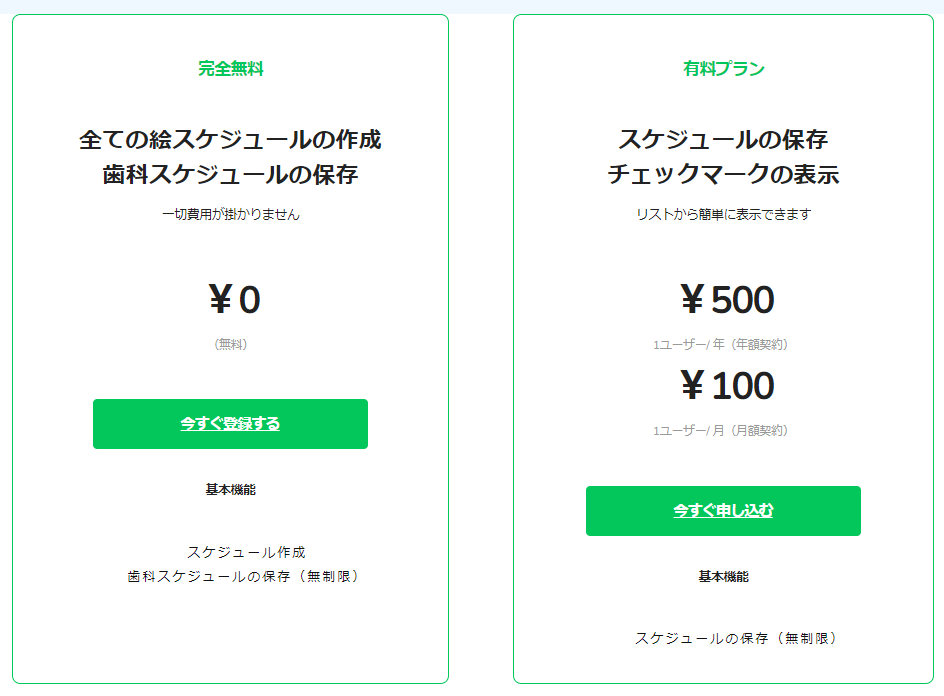 完全無料
全ての絵スケジュールの作成
歯科スケジュールの保存
一切費用が掛かりません
¥0
(無料)
今すぐ登録する
基本機能
スケジュール作成
歯科スケジュールの保存(無制限)
有料プラン
スケジュールの保存
チェックマークの表示
リストから簡単に表示できます
¥500
1ユーザー/ 年(年額契約)
¥100
1ユーザー/ 月(月額契約)
今すぐ申し込む
基本機能
スケジュールの保存(無制限)